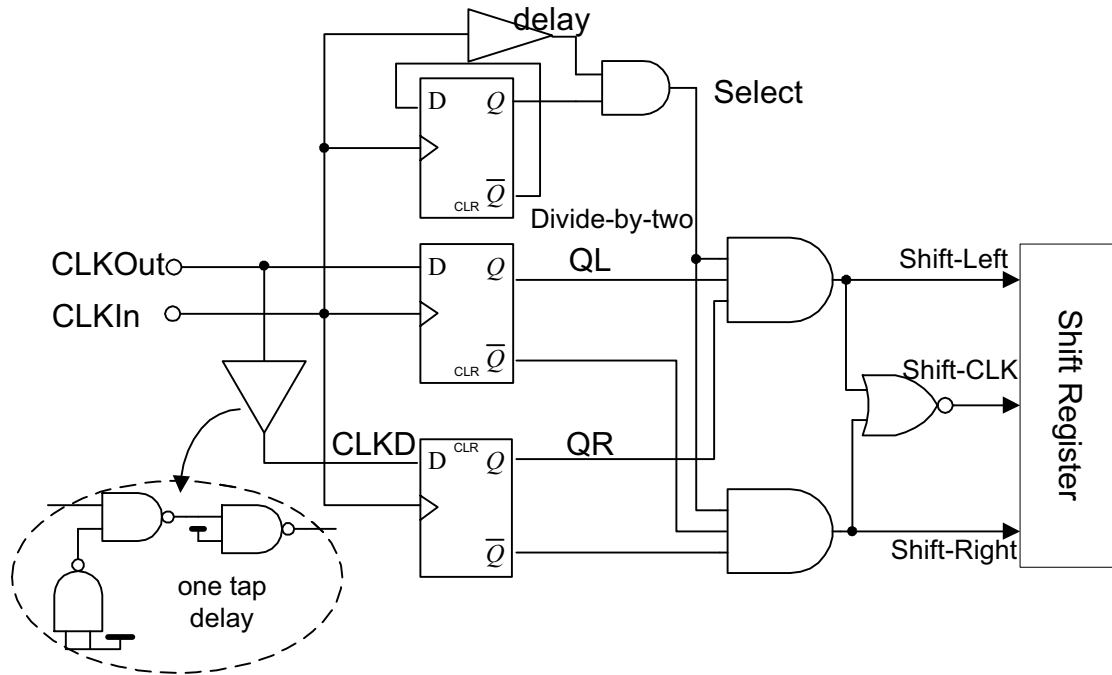 delay
D Q
Select
CLR Q
Divide-by-two
CLKOut
D Q
QL
Shift-Left
CLKIn
CLR Q
Shift-CLK
Shift Register
CLKD
D CLR Q
QR
Q
Shift-Right
one tap
delay